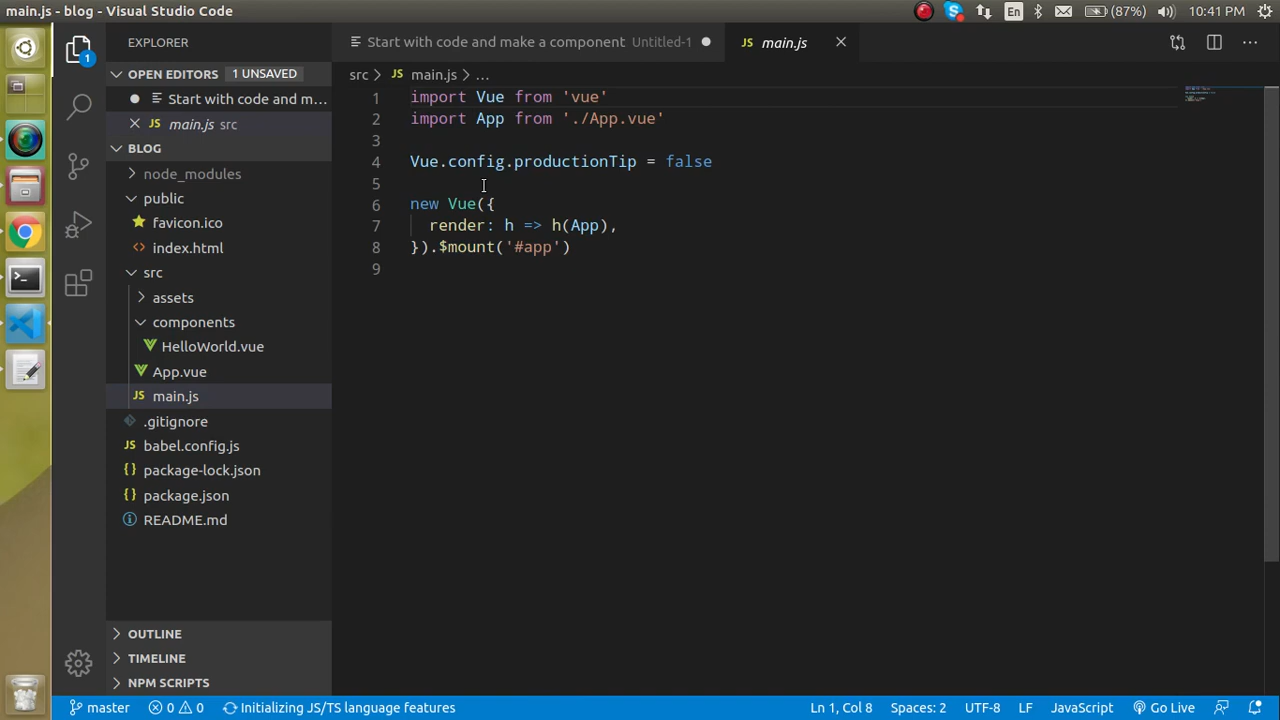 main.js - blog - Visual Studio Code
En
(87%)
10:41 PM
1
EXPLORER
OPEN EDITORS 1 UNSAVED
Start with code and m...
JS main.js src
BLOG
node_modules
public
favicon.ico
<> index.html
src
assets
components
HelloWorld.vue
App.vue
JS main.js
.gitignore
JS babel.config.js
{ } package-lock.json
{ } package.json
README.md
OUTLINE
TIMELINE
NPM SCRIPTS
Start with code and make a component Untitled-1
JS main.js
src > JS main.js > ...
1 import Vue from 'vue'
2 import App from './App.vue'
3
4 Vue.config.productionTip = false
5
6 new Vue({
7 render: h => h(App),
8 }).$mount('#app')
9
master
0 0
Initializing JS/TS language features
Ln 1, Col 8
Spaces: 2
UTF-8
LF
JavaScript
Go Live